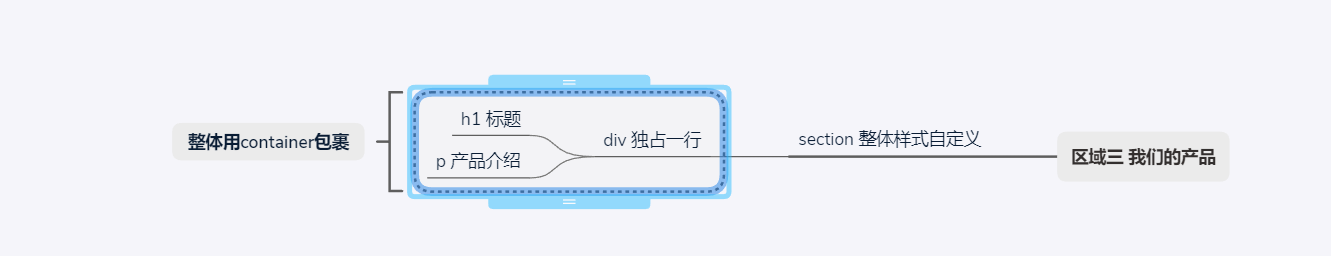 整体用container包裹
h1 标题
p 产品介绍
div 独占一行
section 整体样式自定义
区域三 我们的产品